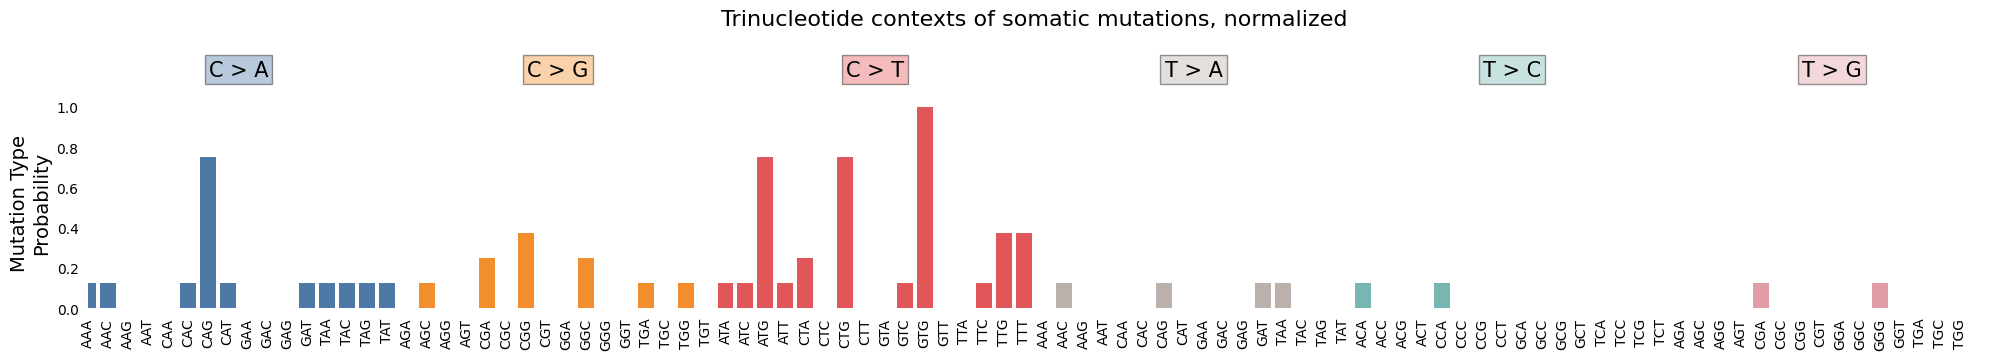 Trinucleotide contexts of somatic mutations, normalized
C > A C > G C > T T > A T > C T > G
Mutation Type
Probability
1.0
0.8
0.6
0.4
0.2
0.0
AAA AAC AAG AAT CAA CAC CAG CAT GAA GAC GAG GAT TAA TAC TAG TAT AGA AGC AGG AGT CGA CGC CGG CGT GGA GGC GGG GGT TGA TGC TGG TGT ATA ATC ATG ATT CTA CTC CTG CTT GTA GTC GTG GTT TTA TTC TTG TTT AAA AAC AAG AAT CAA CAC CAG CAT GAA GAC GAG GAT TAA TAC TAG TAT ACA ACC ACG ACT CCA CCC CCG CCT GCA GCC GCG GCT TCA TCC TCG TCT AGA AGC AGG AGT CGA CGC CGG CGT GGA GGC GGG GGT TGA TGC TGG